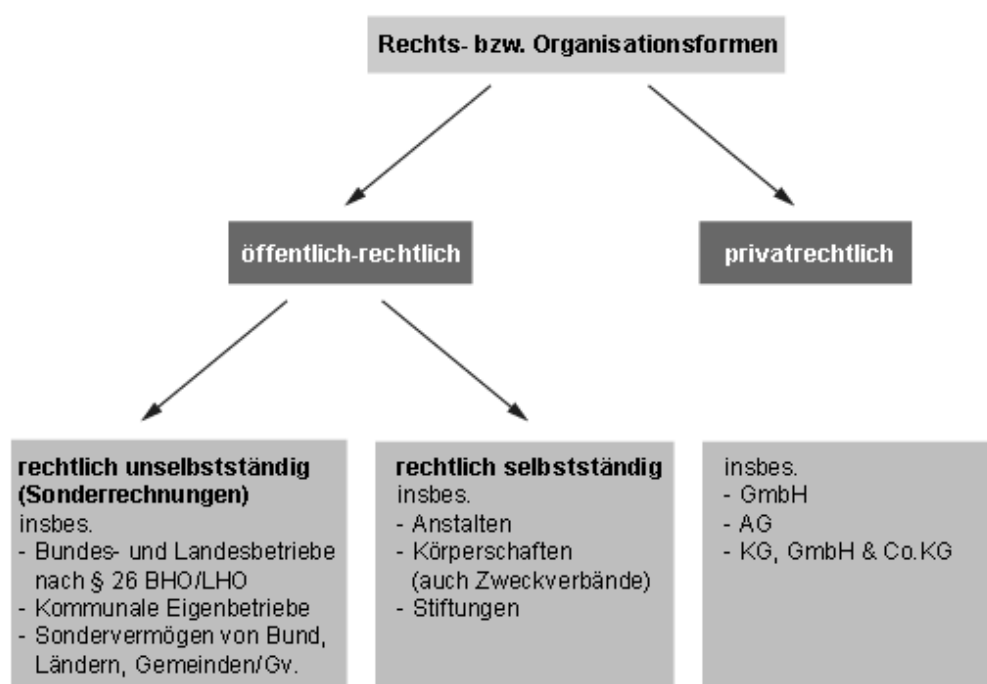 Rechts- bzw. Organisationsformen
öffentlich-rechtlich
privatrechtlich
rechtlich unselbstständig
(Sonderrechnungen)
insbes.
- Bundes- und Landesbetriebe
nach § 26 BHO/LHO
- Kommunale Eigenbetriebe
- Sondervermögen von Bund,
Ländern, Gemeinden/Gv.
rechtlich selbstständig
insbes.
- Anstalten
- Körperschaften
(auch Zweckverbände)
- Stiftungen
insbes.
- GmbH
- AG
- KG, GmbH & Co.KG